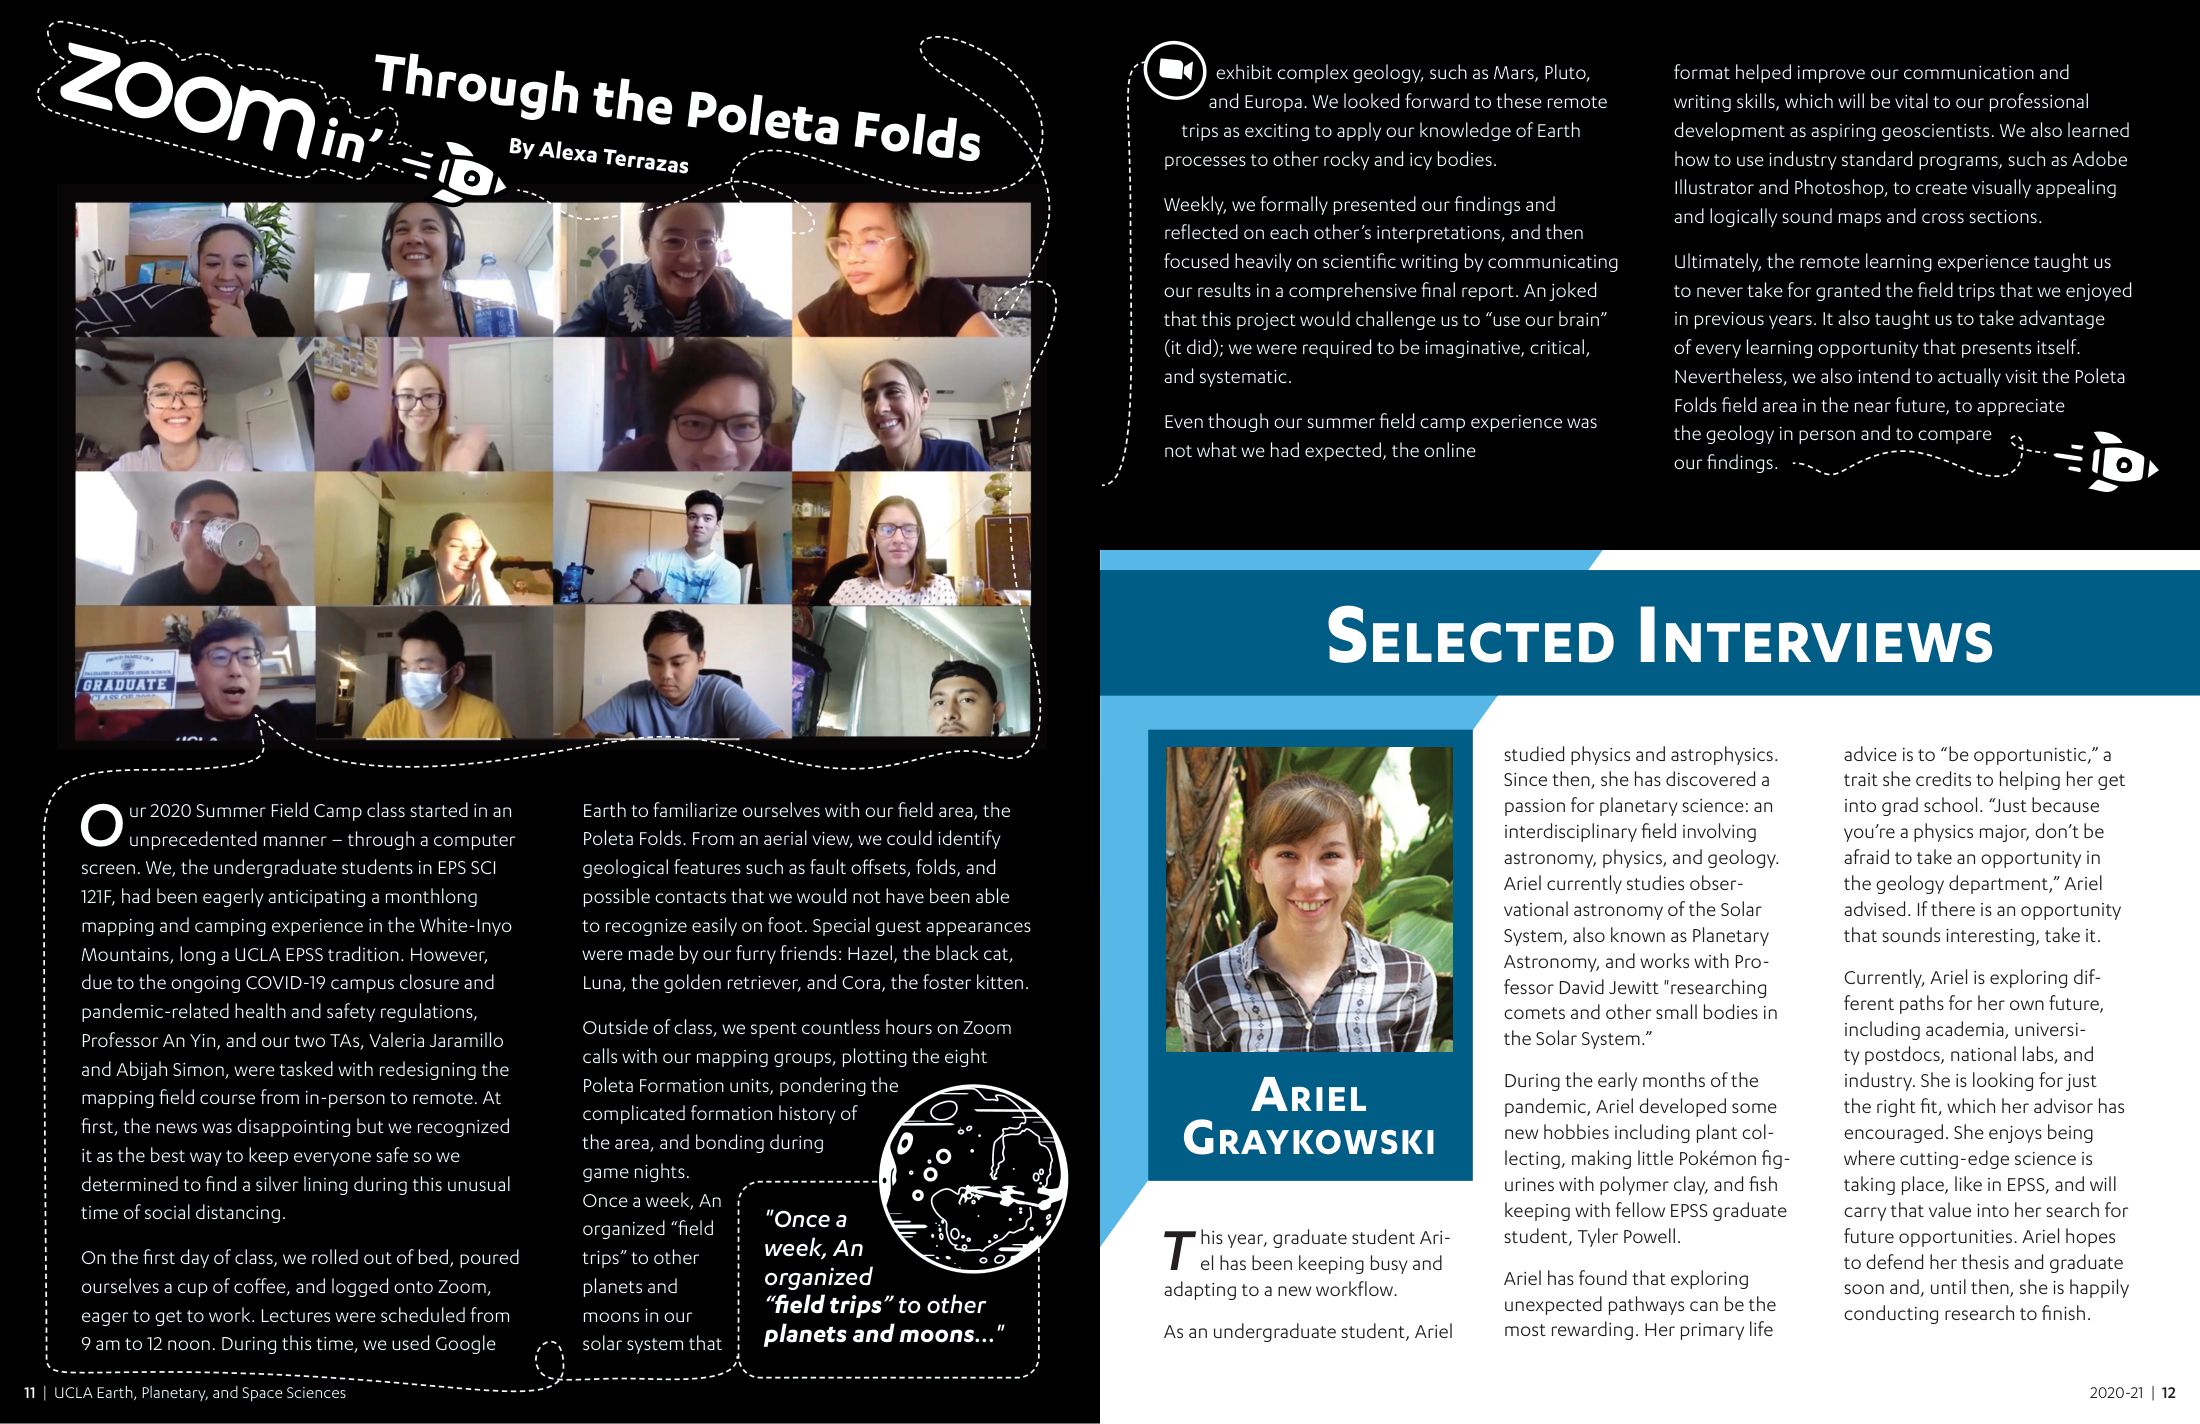 Zoom in’
Through the Poleta Folds
By Alexa Terrazas
PROUD FAMILY OF A
PALISADES CHARTER HIGH SCHOOL
GRADUATE
UCLA
Our 2020 Summer Field Camp class started in an
unprecedented manner – through a computer
screen. We, the undergraduate students in EPS SCI
121F, had been eagerly anticipating a monthlong
mapping and camping experience in the White-Inyo
Mountains, long a UCLA EPSS tradition. However,
due to the ongoing COVID-19 campus closure and
pandemic-related health and safety regulations,
Professor An Yin, and our two TAs, Valeria Jaramillo
and Abijah Simon, were tasked with redesigning the
mapping field course from in-person to remote. At
first, the news was disappointing but we recognized
it as the best way to keep everyone safe so we
determined to find a silver lining during this unusual
time of social distancing.
On the first day of class, we rolled out of bed, poured
ourselves a cup of coffee, and logged onto Zoom,
eager to get to work. Lectures were scheduled from
9 am to 12 noon. During this time, we used Google
Earth to familiarize ourselves with our field area, the
Poleta Folds. From an aerial view, we could identify
geological features such as fault offsets, folds, and
possible contacts that we would not have been able
to recognize easily on foot. Special guest appearances
were made by our furry friends: Hazel, the black cat,
Luna, the golden retriever, and Cora, the foster kitten.
Outside of class, we spent countless hours on Zoom
calls with our mapping groups, plotting the eight
Poleta Formation units, pondering the
complicated formation history of
the area, and bonding during
game nights.
Once a week, An
organized “field
trips” to other
planets and
moons in our
solar system that
"Once a
week, An
organized
“field trips” to other
planets and moons..."
11 | UCLA Earth, Planetary, and Space Sciences
exhibit complex geology, such as Mars, Pluto,
and Europa. We looked forward to these remote
trips as exciting to apply our knowledge of Earth
processes to other rocky and icy bodies.
Weekly, we formally presented our findings and
reflected on each other’s interpretations, and then
focused heavily on scientific writing by communicating
our results in a comprehensive final report. An joked
that this project would challenge us to “use our brain”
(it did); we were required to be imaginative, critical,
and systematic.
Even though our summer field camp experience was
not what we had expected, the online
format helped improve our communication and
writing skills, which will be vital to our professional
development as aspiring geoscientists. We also learned
how to use industry standard programs, such as Adobe
Illustrator and Photoshop, to create visually appealing
and logically sound maps and cross sections.
Ultimately, the remote learning experience taught us
to never take for granted the field trips that we enjoyed
in previous years. It also taught us to take advantage
of every learning opportunity that presents itself.
Nevertheless, we also intend to actually visit the Poleta
Folds field area in the near future, to appreciate
the geology in person and to compare
our findings.
SELECTED INTERVIEWS
ARIEL
GRAYKOWSKI
This year, graduate student Ari-
el has been keeping busy and
adapting to a new workflow.
As an undergraduate student, Ariel
studied physics and astrophysics.
Since then, she has discovered a
passion for planetary science: an
interdisciplinary field involving
astronomy, physics, and geology.
Ariel currently studies obser-
vational astronomy of the Solar
System, also known as Planetary
Astronomy, and works with Pro-
fessor David Jewitt "researching
comets and other small bodies in
the Solar System.”
During the early months of the
pandemic, Ariel developed some
new hobbies including plant col-
lecting, making little Pokémon fig-
urines with polymer clay, and fish
keeping with fellow EPSS graduate
student, Tyler Powell.
Ariel has found that exploring
unexpected pathways can be the
most rewarding. Her primary life
advice is to “be opportunistic,” a
trait she credits to helping her get
into grad school. “Just because
you’re a physics major, don’t be
afraid to take an opportunity in
the geology department,” Ariel
advised. If there is an opportunity
that sounds interesting, take it.
Currently, Ariel is exploring dif-
ferent paths for her own future,
including academia, universi-
ty postdocs, national labs, and
industry. She is looking for just
the right fit, which her advisor has
encouraged. She enjoys being
where cutting-edge science is
taking place, like in EPSS, and will
carry that value into her search for
future opportunities. Ariel hopes
to defend her thesis and graduate
soon and, until then, she is happily
conducting research to finish.
2020-21 | 12